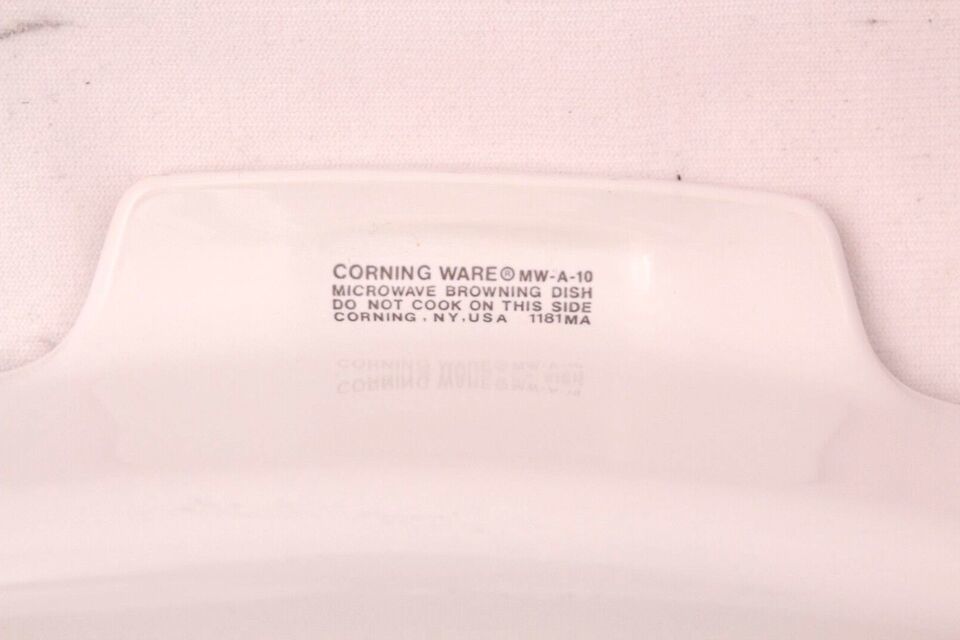 CORNING WARE® MW-A-10
MICROWAVE BROWNING DISH
DO NOT COOK ON THIS SIDE
CORNING, NY, USA 1181MA